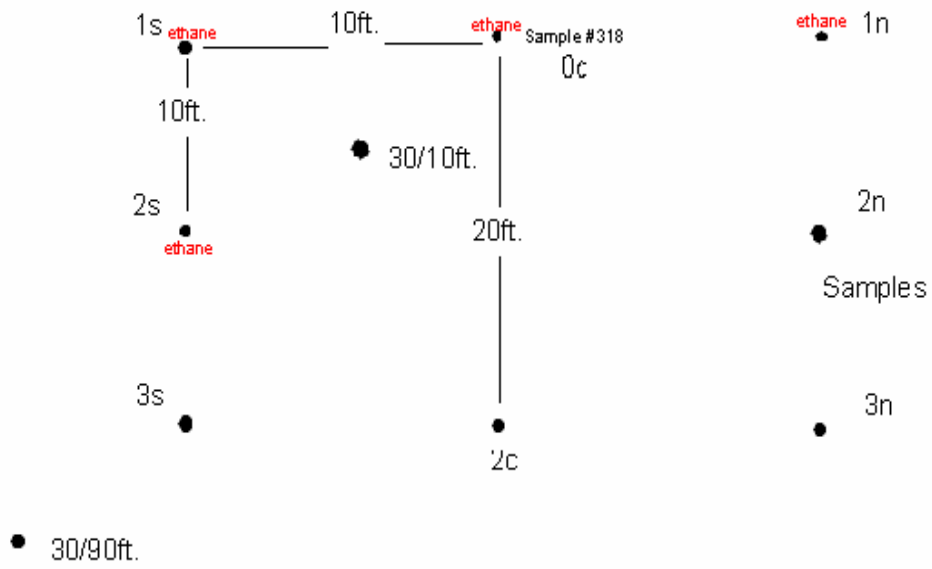 1s ethane 10ft. ethane Sample #318 ethane 1n
0c
10ft.
30/10ft.
2s 2n
ethane 20ft.
Samples
3s 3n
2c
30/90ft.